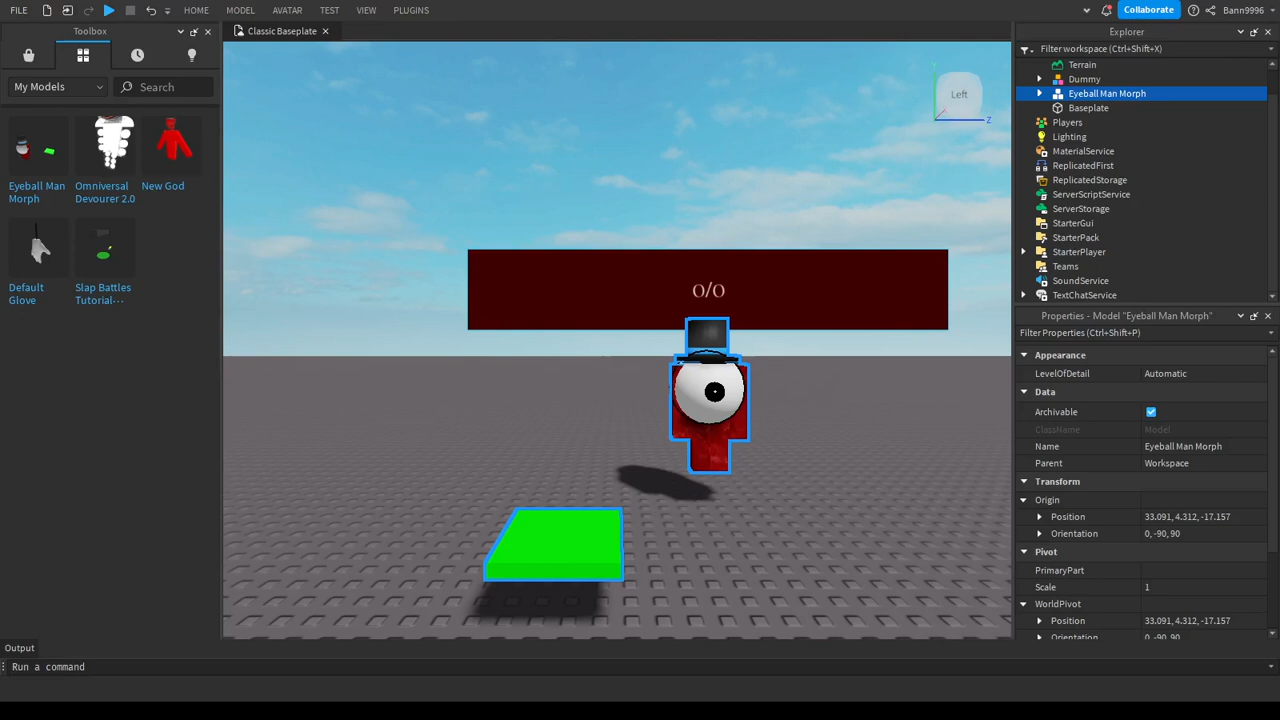 FILE
HOME
MODEL
AVATAR
TEST
VIEW
PLUGINS
Collaborate
Bann9996
Toolbox
Classic Baseplate
Explorer
My Models
Search
Eyeball Man
Morph
Omniversal
Devourer 2.0
New God
Default
Glove
Slap Battles
Tutorial···
Left
Z
0/0
Filter workspace (Ctrl+Shift+X)
Terrain
Dummy
Eyeball Man Morph
Baseplate
Players
Lighting
MaterialService
ReplicatedFirst
ReplicatedStorage
ServerScriptService
ServerStorage
StarterGui
StarterPack
StarterPlayer
Teams
SoundService
TextChatService
Properties - Model "Eyeball Man Morph"
Filter Properties (Ctrl+Shift+P)
Appearance
LevelOfDetail Automatic
Data
Archivable
ClassName Model
Name Eyeball Man Morph
Parent Workspace
Transform
Origin
Position 33.091, 4.312, -17.157
Orientation 0, -90, 90
Pivot
PrimaryPart
Scale 1
WorldPivot
Position 33.091, 4.312, -17.157
Orientation 0, -90, 90
Output
Run a command